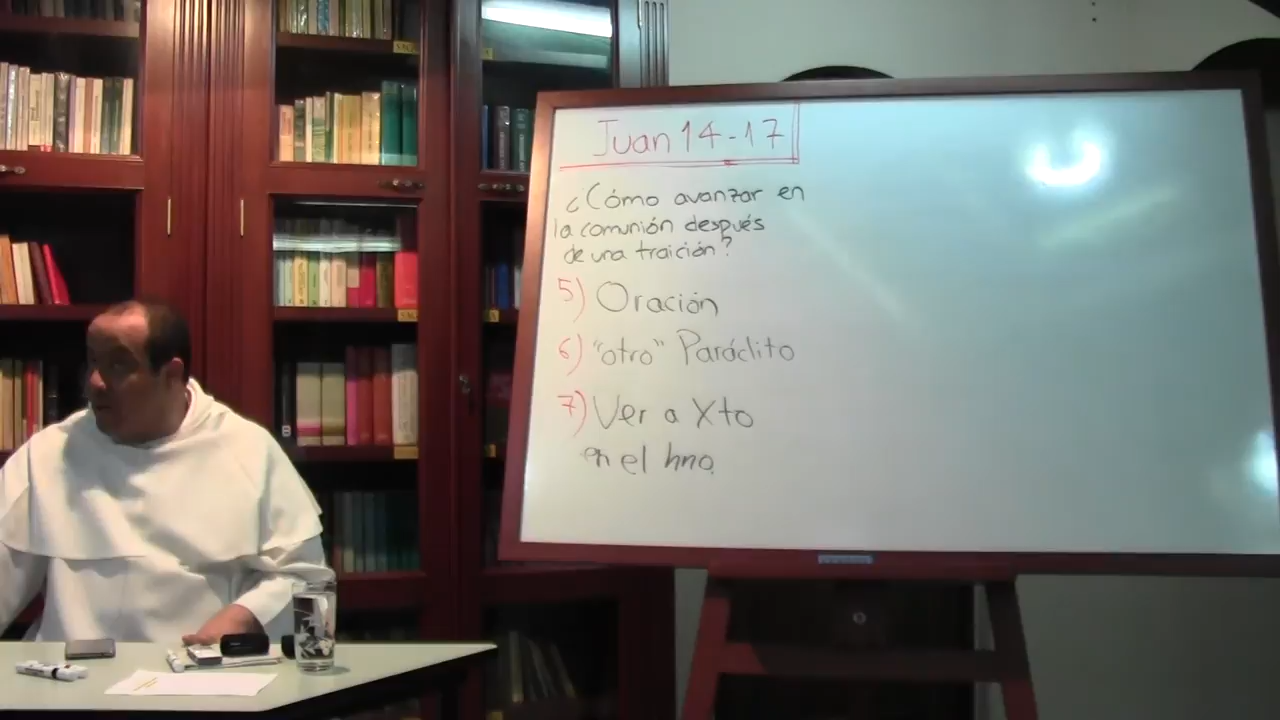 Juan 14-17
¿Cómo avanzar en
la comunión después
de una traición?
5) Oración
6) "otro" Paráclito
7) Ver a Xto
en el hno.